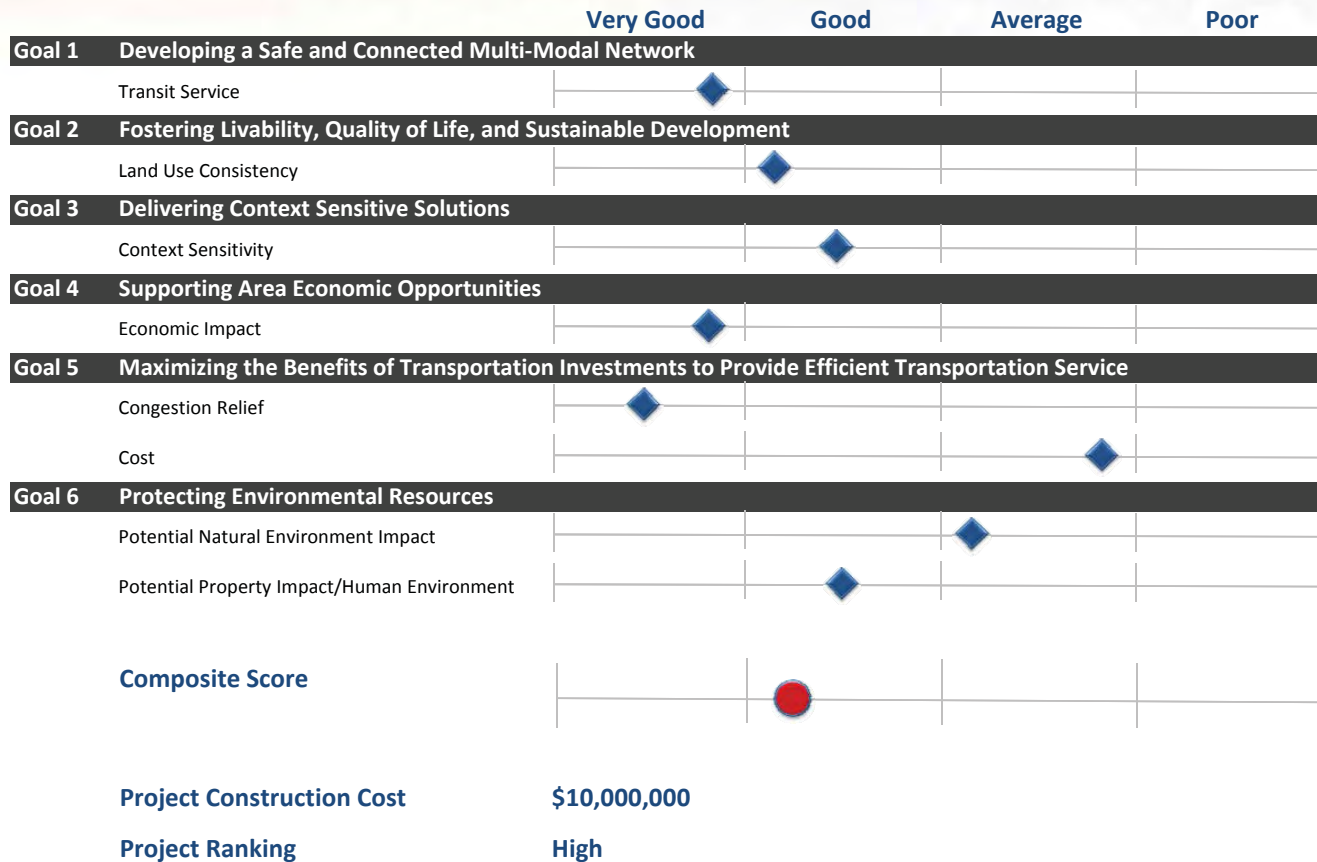 Very Good Good Average Poor
Goal 1 Developing a Safe and Connected Multi-Modal Network
Transit Service
Goal 2 Fostering Livability, Quality of Life, and Sustainable Development
Land Use Consistency
Goal 3 Delivering Context Sensitive Solutions
Context Sensitivity
Goal 4 Supporting Area Economic Opportunities
Economic Impact
Goal 5 Maximizing the Benefits of Transportation Investments to Provide Efficient Transportation Service
Congestion Relief
Cost
Goal 6 Protecting Environmental Resources
Potential Natural Environment Impact
Potential Property Impact/Human Environment
Composite Score
Project Construction Cost $10,000,000
Project Ranking High